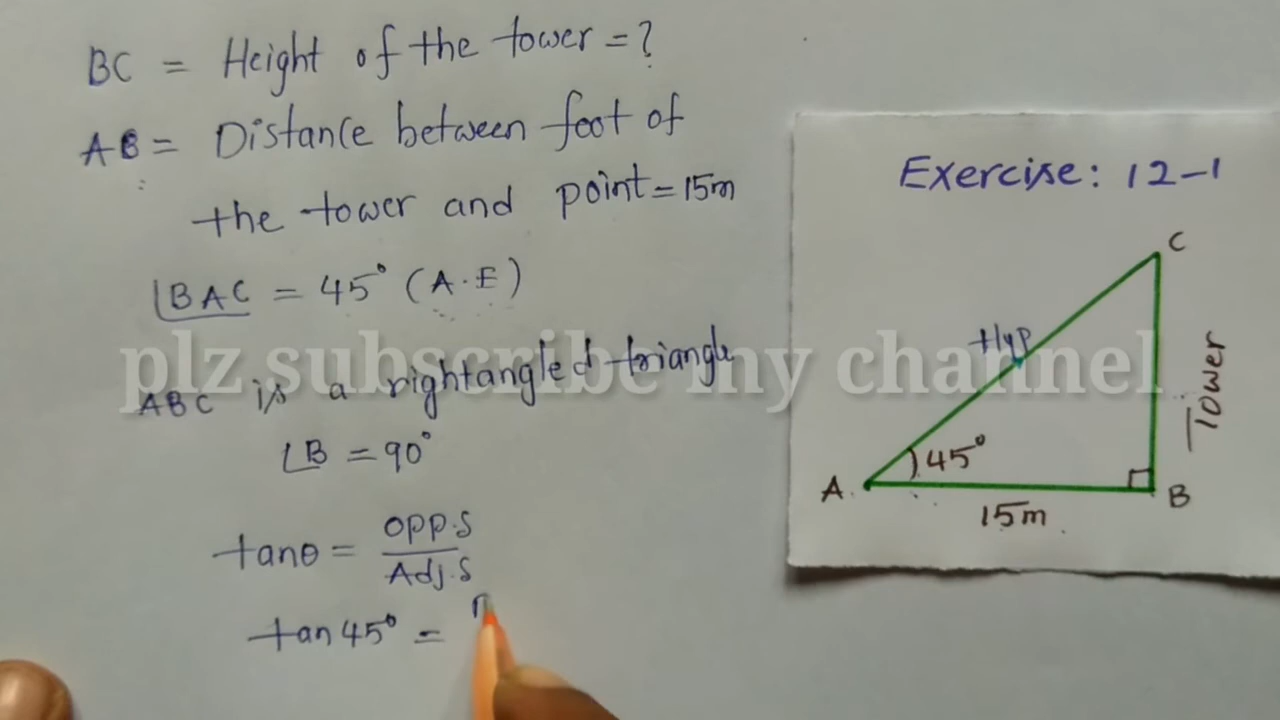 BC = Height of the tower = ?
AB = Distance between foot of
the tower and point = 15m
∠BAC = 45° (A.E)
plz subscribe my channel
ABC is a rightangled triangle
∠B = 90°
tanθ = OPP.S / Adj.S
tan 45° =
Exercise: 12-1
C
Hyp
Tower
45°
A
B
15m